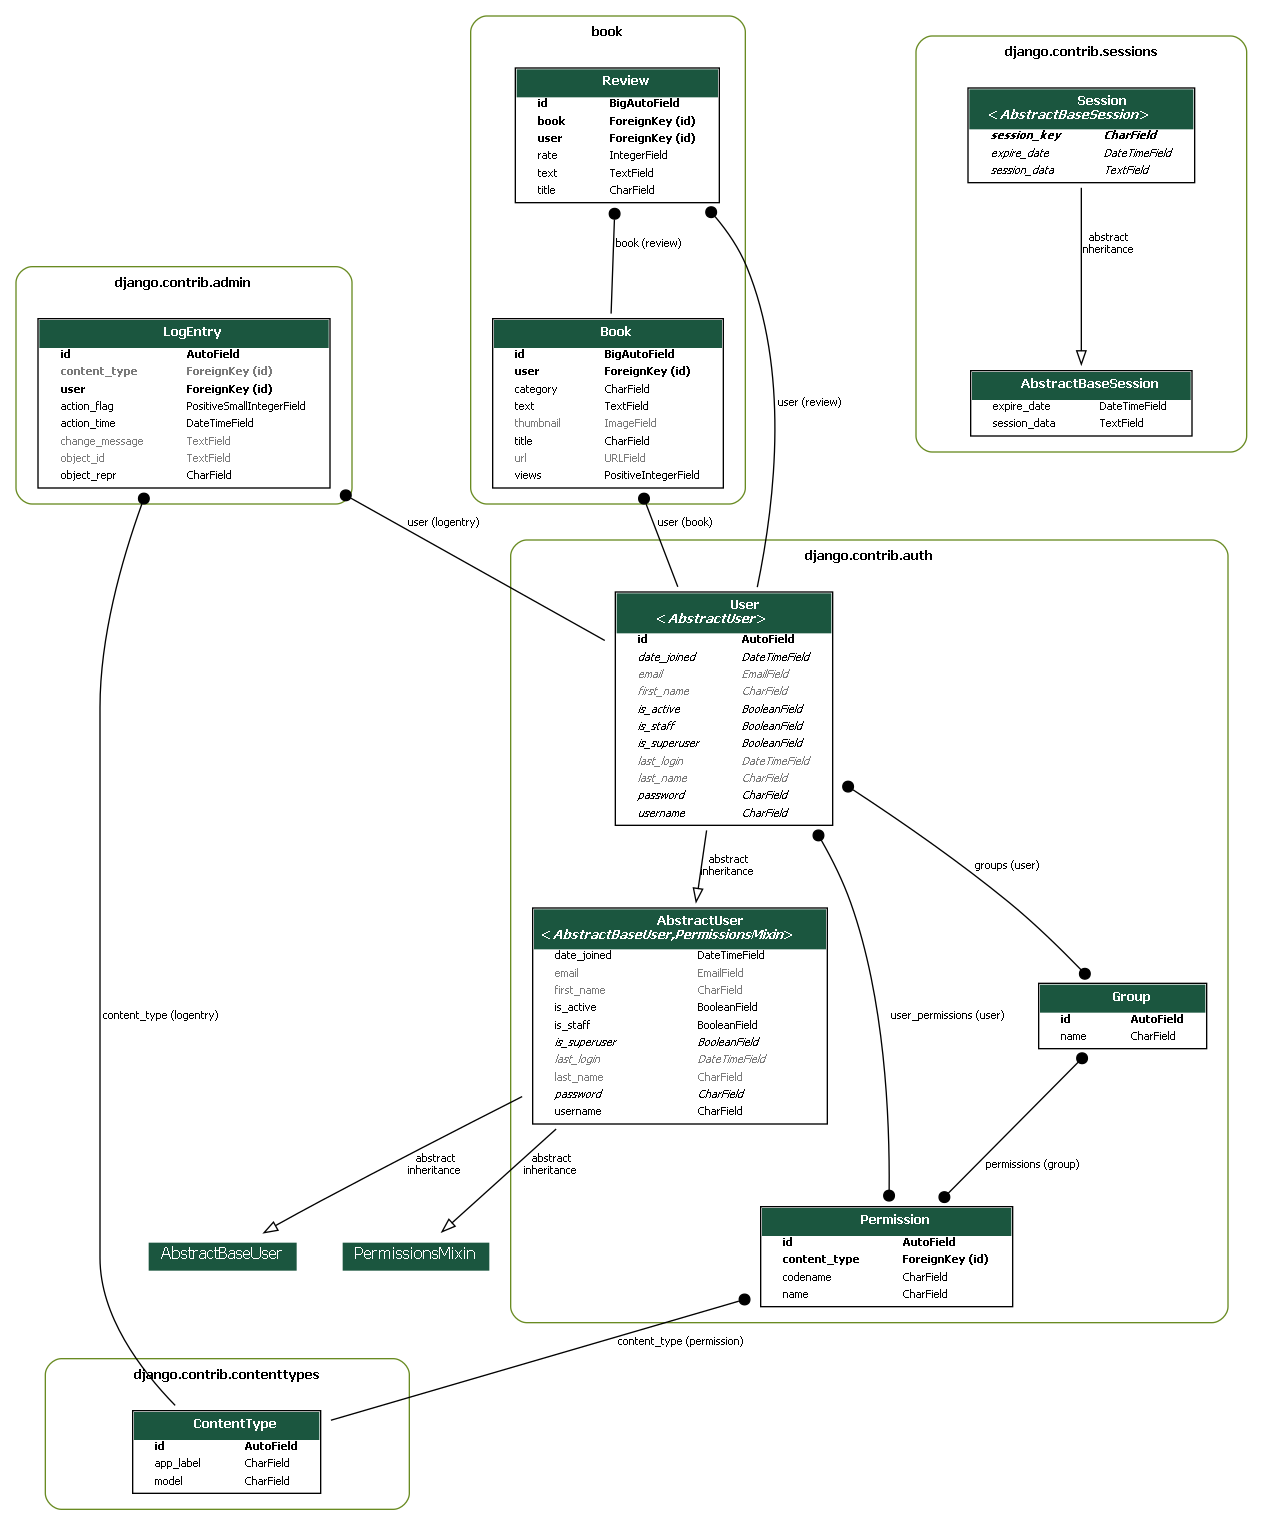 book
Review
id BigAutoField
book ForeignKey (id)
user ForeignKey (id)
rate IntegerField
text TextField
title CharField
django.contrib.sessions
Session
<AbstractBaseSession>
session_key CharField
expire_date DateTimeField
session_data TextField
abstract
inheritance
AbstractBaseSession
expire_date DateTimeField
session_data TextField
book (review)
user (review)
django.contrib.admin
LogEntry
id AutoField
content_type ForeignKey (id)
user ForeignKey (id)
action_flag PositiveSmallIntegerField
action_time DateTimeField
change_message TextField
object_id TextField
object_repr CharField
Book
id BigAutoField
user ForeignKey (id)
category CharField
text TextField
thumbnail ImageField
title CharField
url URLField
views PositiveIntegerField
user (logentry)
user (book)
django.contrib.auth
User
<AbstractUser>
id AutoField
date_joined DateTimeField
email EmailField
first_name CharField
is_active BooleanField
is_staff BooleanField
is_superuser BooleanField
last_login DateTimeField
last_name CharField
password CharField
username CharField
abstract
inheritance
groups (user)
AbstractUser
<AbstractBaseUser,PermissionsMixin>
date_joined DateTimeField
email EmailField
first_name CharField
is_active BooleanField
is_staff BooleanField
is_superuser BooleanField
last_login DateTimeField
last_name CharField
password CharField
username CharField
content_type (logentry)
user_permissions (user)
Group
id AutoField
name CharField
abstract
inheritance
abstract
inheritance
permissions (group)
AbstractBaseUser
PermissionsMixin
Permission
id AutoField
content_type ForeignKey (id)
codename CharField
name CharField
content_type (permission)
django.contrib.contenttypes
ContentType
id AutoField
app_label CharField
model CharField